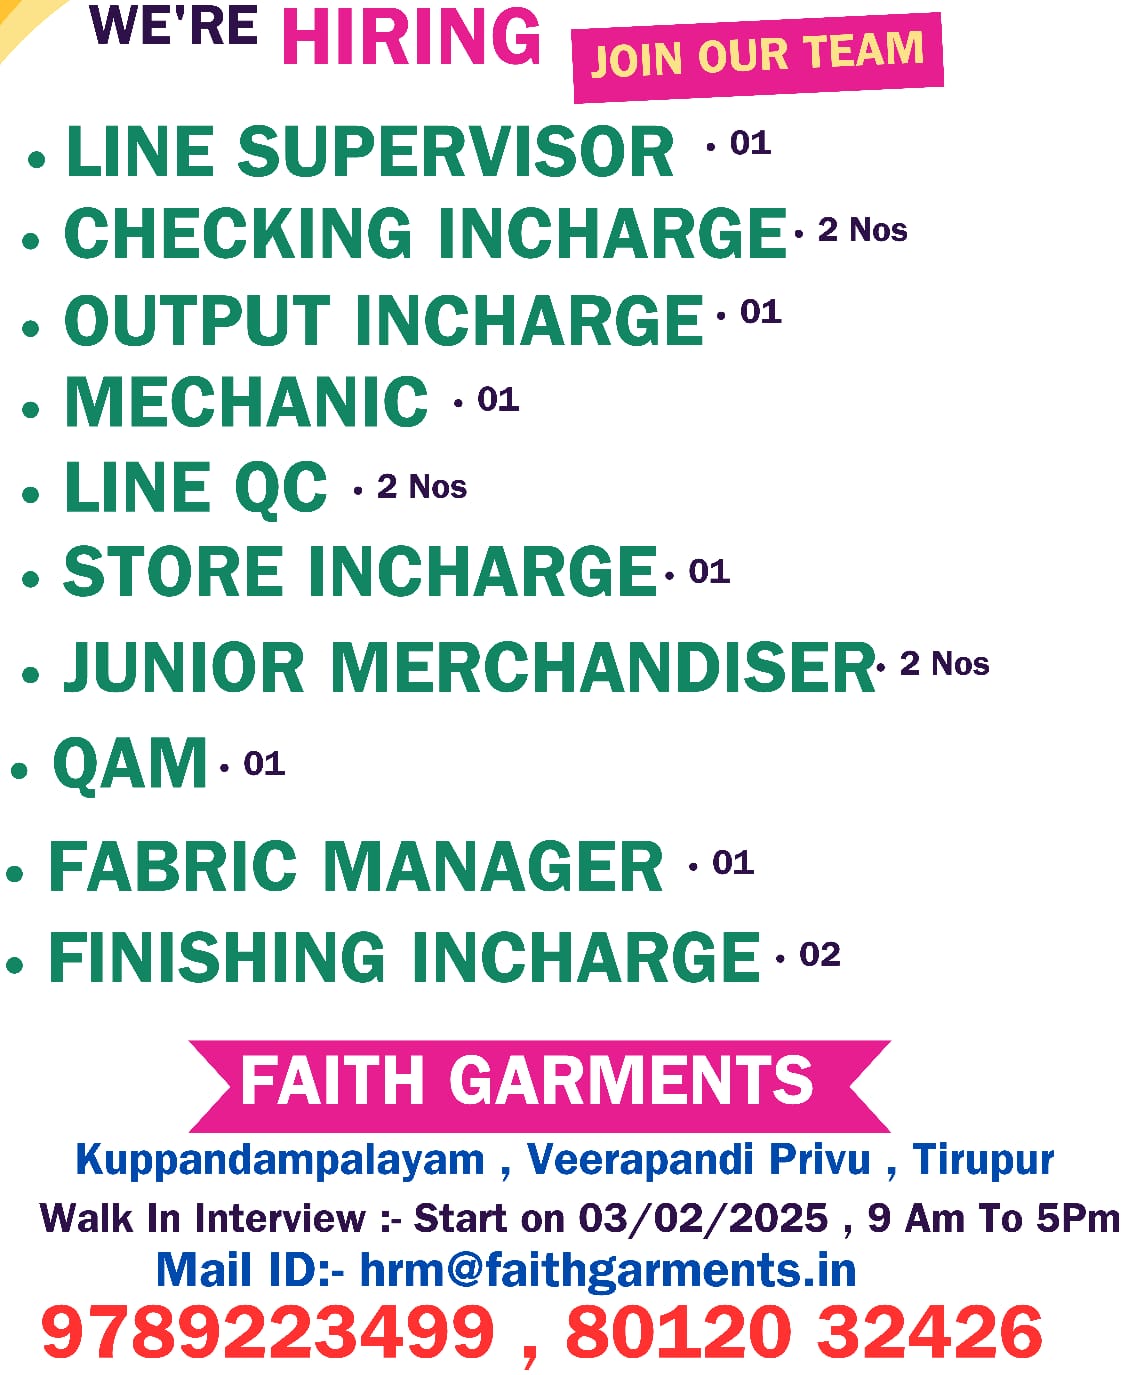 WE'RE HIRING JOIN OUR TEAM
• LINE SUPERVISOR • 01
• CHECKING INCHARGE • 2 Nos
• OUTPUT INCHARGE • 01
• MECHANIC • 01
• LINE QC • 2 Nos
• STORE INCHARGE • 01
• JUNIOR MERCHANDISER • 2 Nos
• QAM • 01
• FABRIC MANAGER • 01
• FINISHING INCHARGE • 02
FAITH GARMENTS
Kuppandampalayam , Veerapandi Privu , Tirupur
Walk In Interview :- Start on 03/02/2025 , 9 Am To 5Pm
Mail ID:- hrm@faithgarments.in
9789223499 , 80120 32426